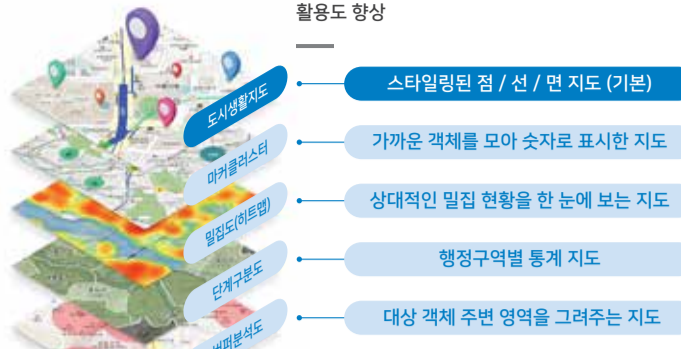 활용도 향상
도시생활지도
스타일링된 점 / 선 / 면 지도 (기본)
마커클러스터
가까운 객체를 모아 숫자로 표시한 지도
밀집도(히트맵)
상대적인 밀집 현황을 한 눈에 보는 지도
단계구분도
행정구역별 통계 지도
버퍼분석도
대상 객체 주변 영역을 그려주는 지도